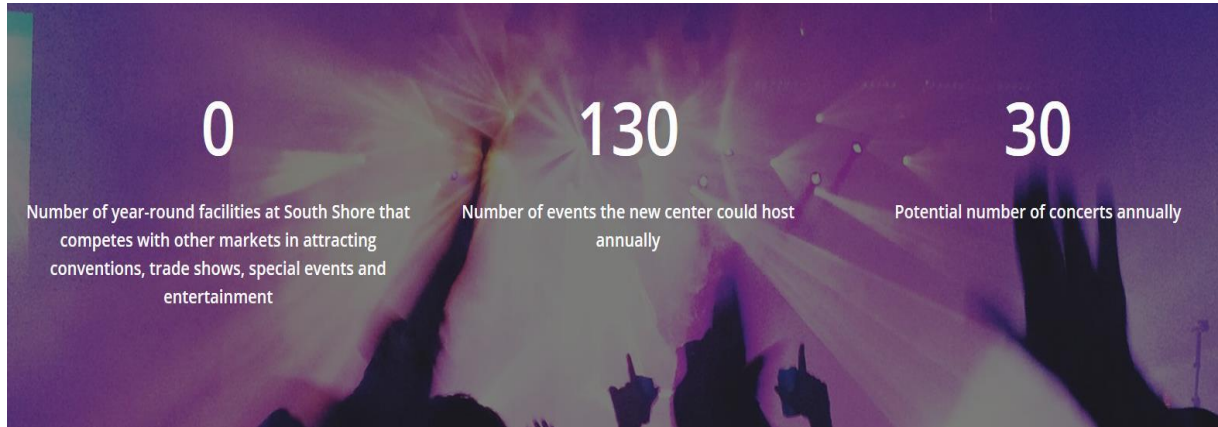 0
Number of year-round facilities at South Shore that
competes with other markets in attracting
conventions, trade shows, special events and
entertainment
130
Number of events the new center could host
annually
30
Potential number of concerts annually